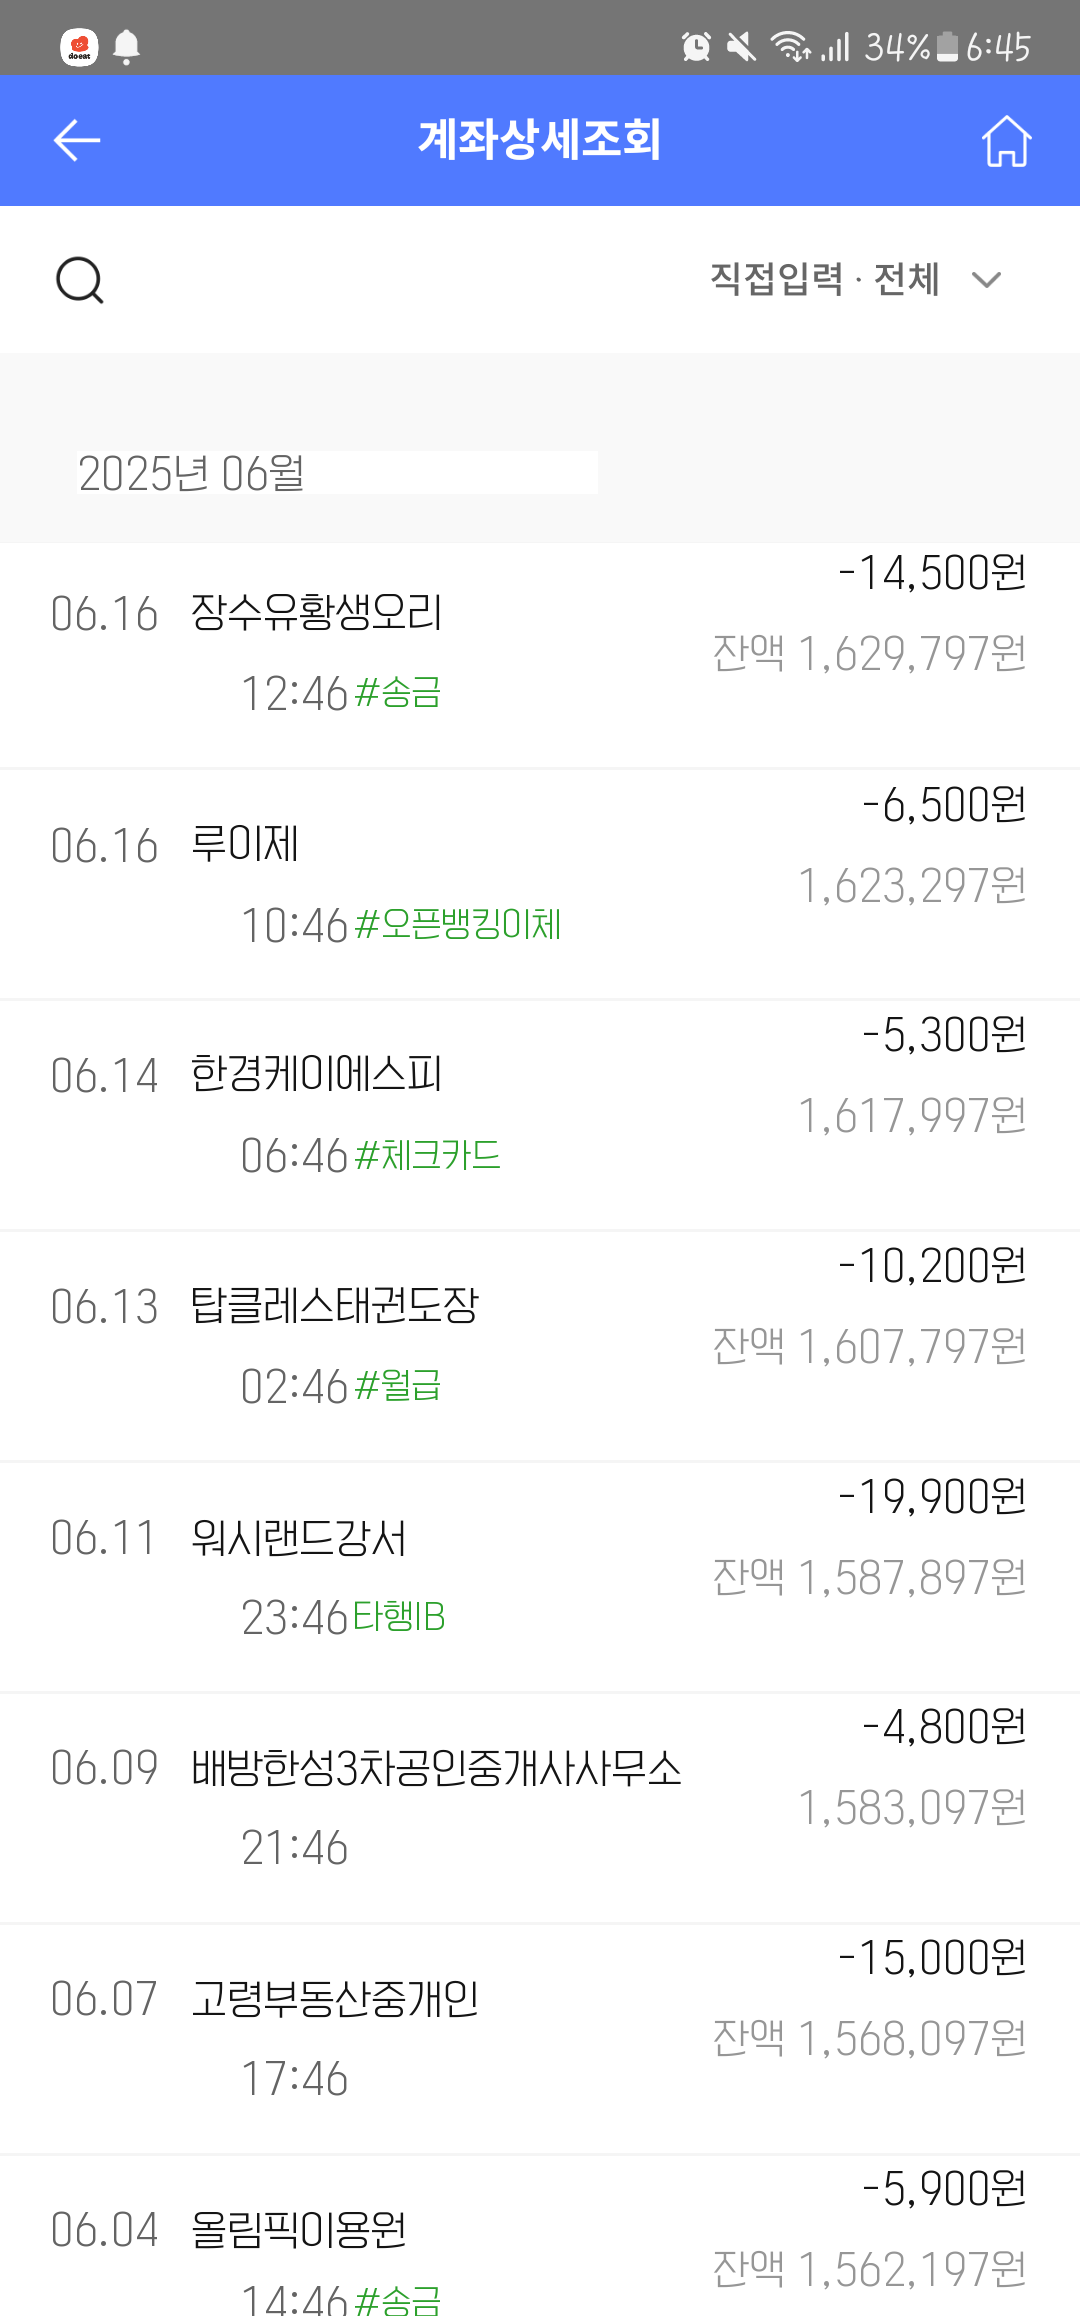 doeat
34% 6:45
계좌상세조회
직접입력 · 전체
2025년 06월
06.16 장수유황생오리 -14,500원
잔액 1,629,797원
12:46 #송금
06.16 루이제 -6,500원
1,623,297원
10:46 #오픈뱅킹이체
06.14 한경케이에스피 -5,300원
1,617,997원
06:46 #체크카드
06.13 탑클레스태권도장 -10,200원
잔액 1,607,797원
02:46 #월급
06.11 워시랜드강서 -19,900원
잔액 1,587,897원
23:46 타행IB
06.09 배방한성3차공인중개사사무소 -4,800원
1,583,097원
21:46
06.07 고령부동산중개인 -15,000원
잔액 1,568,097원
17:46
06.04 올림픽이용원 -5,900원
잔액 1,562,197원
14:46 #송금